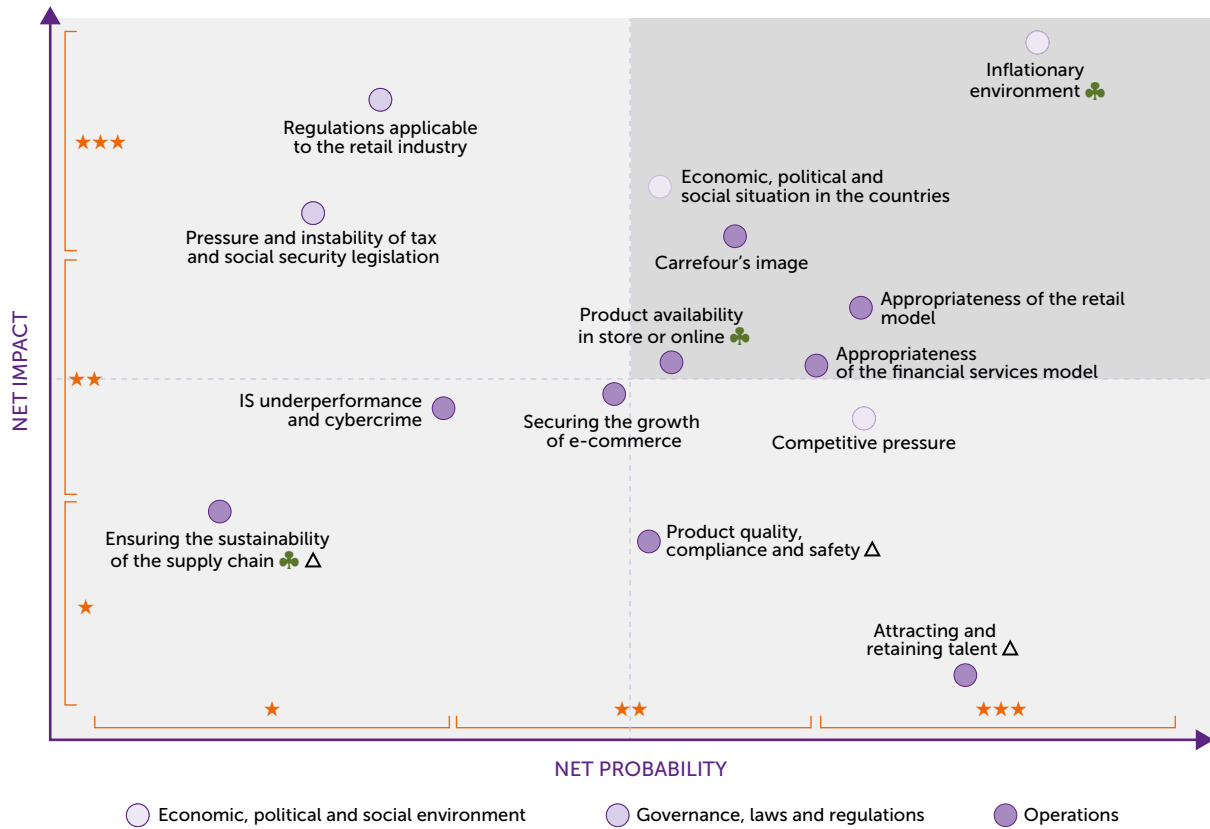 Inflationary
environment ♣
Regulations applicable
to the retail industry
★★★
Economic, political and
social situation in the countries
Pressure and instability of tax
and social security legislation
Carrefour’s image
Appropriateness of the retail
model
Product availability
in store or online ♣
Appropriateness
of the financial services model
★★
NET IMPACT
IS underperformance
and cybercrime
Securing the growth
of e-commerce
Competitive pressure
Ensuring the sustainability
of the supply chain ♣ Δ
Product quality,
compliance and safety Δ
★
Attracting and
retaining talent Δ
★
★★
★★★
NET PROBABILITY
Economic, political and social environment
Governance, laws and regulations
Operations